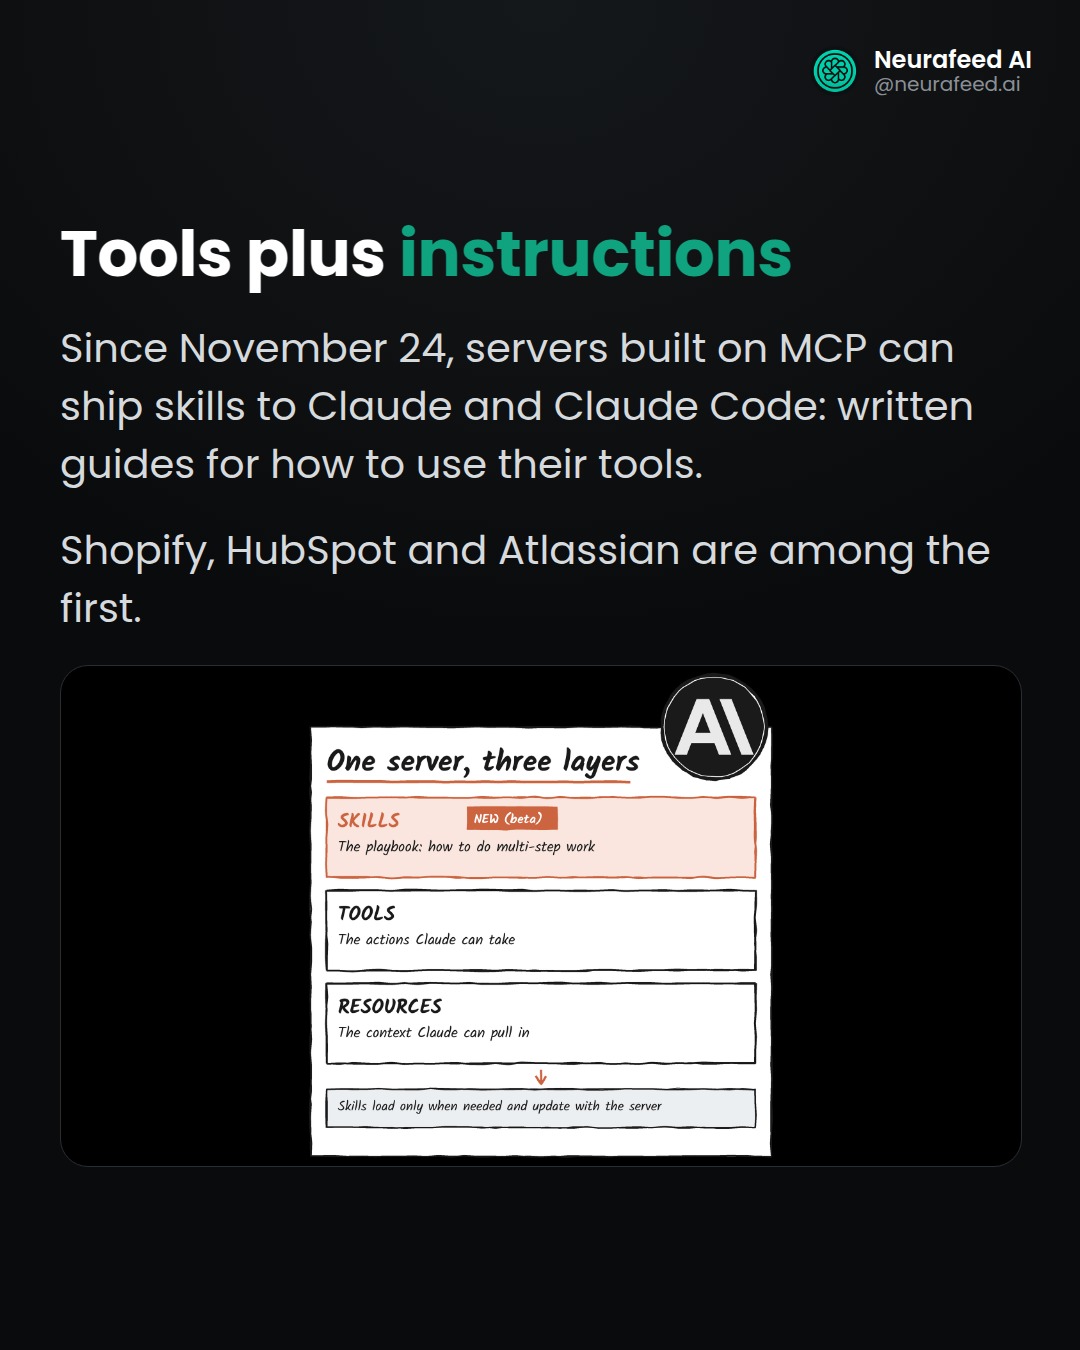 Neurafeed AI
@neurafeed.ai
Tools plus instructions
Since November 24, servers built on MCP can
ship skills to Claude and Claude Code: written
guides for how to use their tools.
Shopify, HubSpot and Atlassian are among the
first.
AI
One server, three layers
SKILLS NEW (beta)
The playbook: how to do multi-step work
TOOLS
The actions Claude can take
RESOURCES
The context Claude can pull in
Skills load only when needed and update with the server